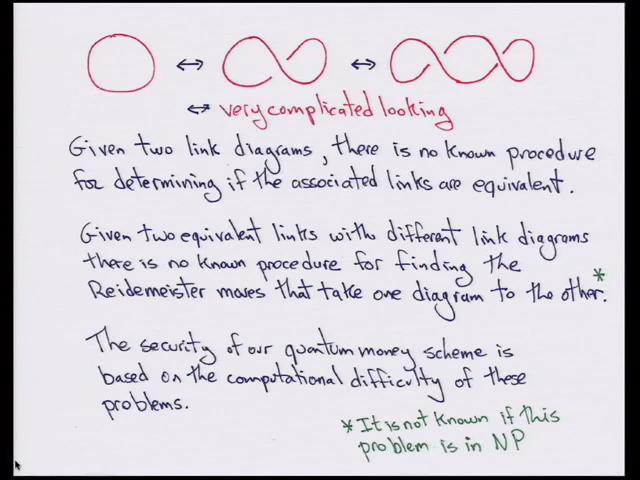 ↔ ↔
↔ very complicated looking
Given two link diagrams, there is no known procedure
for determining if the associated links are equivalent.
Given two equivalent links with different link diagrams
there is no known procedure for finding the
Reidemeister moves that take one diagram to the other.*
The security of our quantum money scheme is
based on the computational difficulty of these
problems.
* It is not known if this
problem is in NP